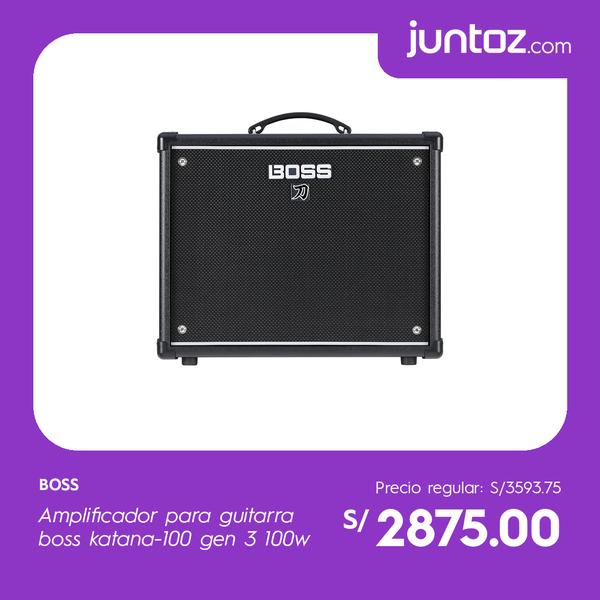 juntoz.com
BOSS
刀
BOSS
Amplificador para guitarra
boss katana-100 gen 3 100w
Precio regular: S/3593.75
S/ 2875.00